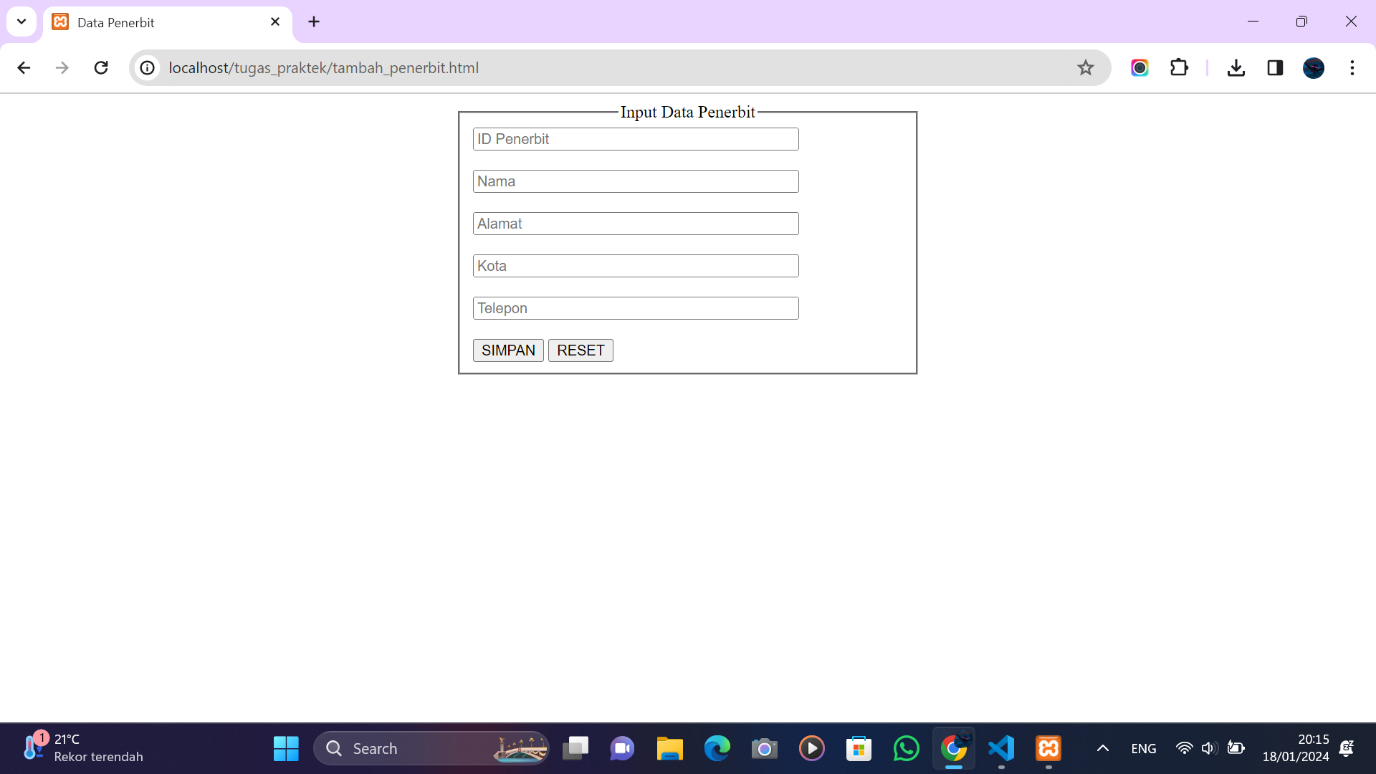 Data Penerbit
localhost/tugas_praktek/tambah_penerbit.html
Input Data Penerbit
ID Penerbit
Nama
Alamat
Kota
Telepon
SIMPAN RESET
1
21°C
Rekor terendah
Search
ENG
20:15
18/01/2024